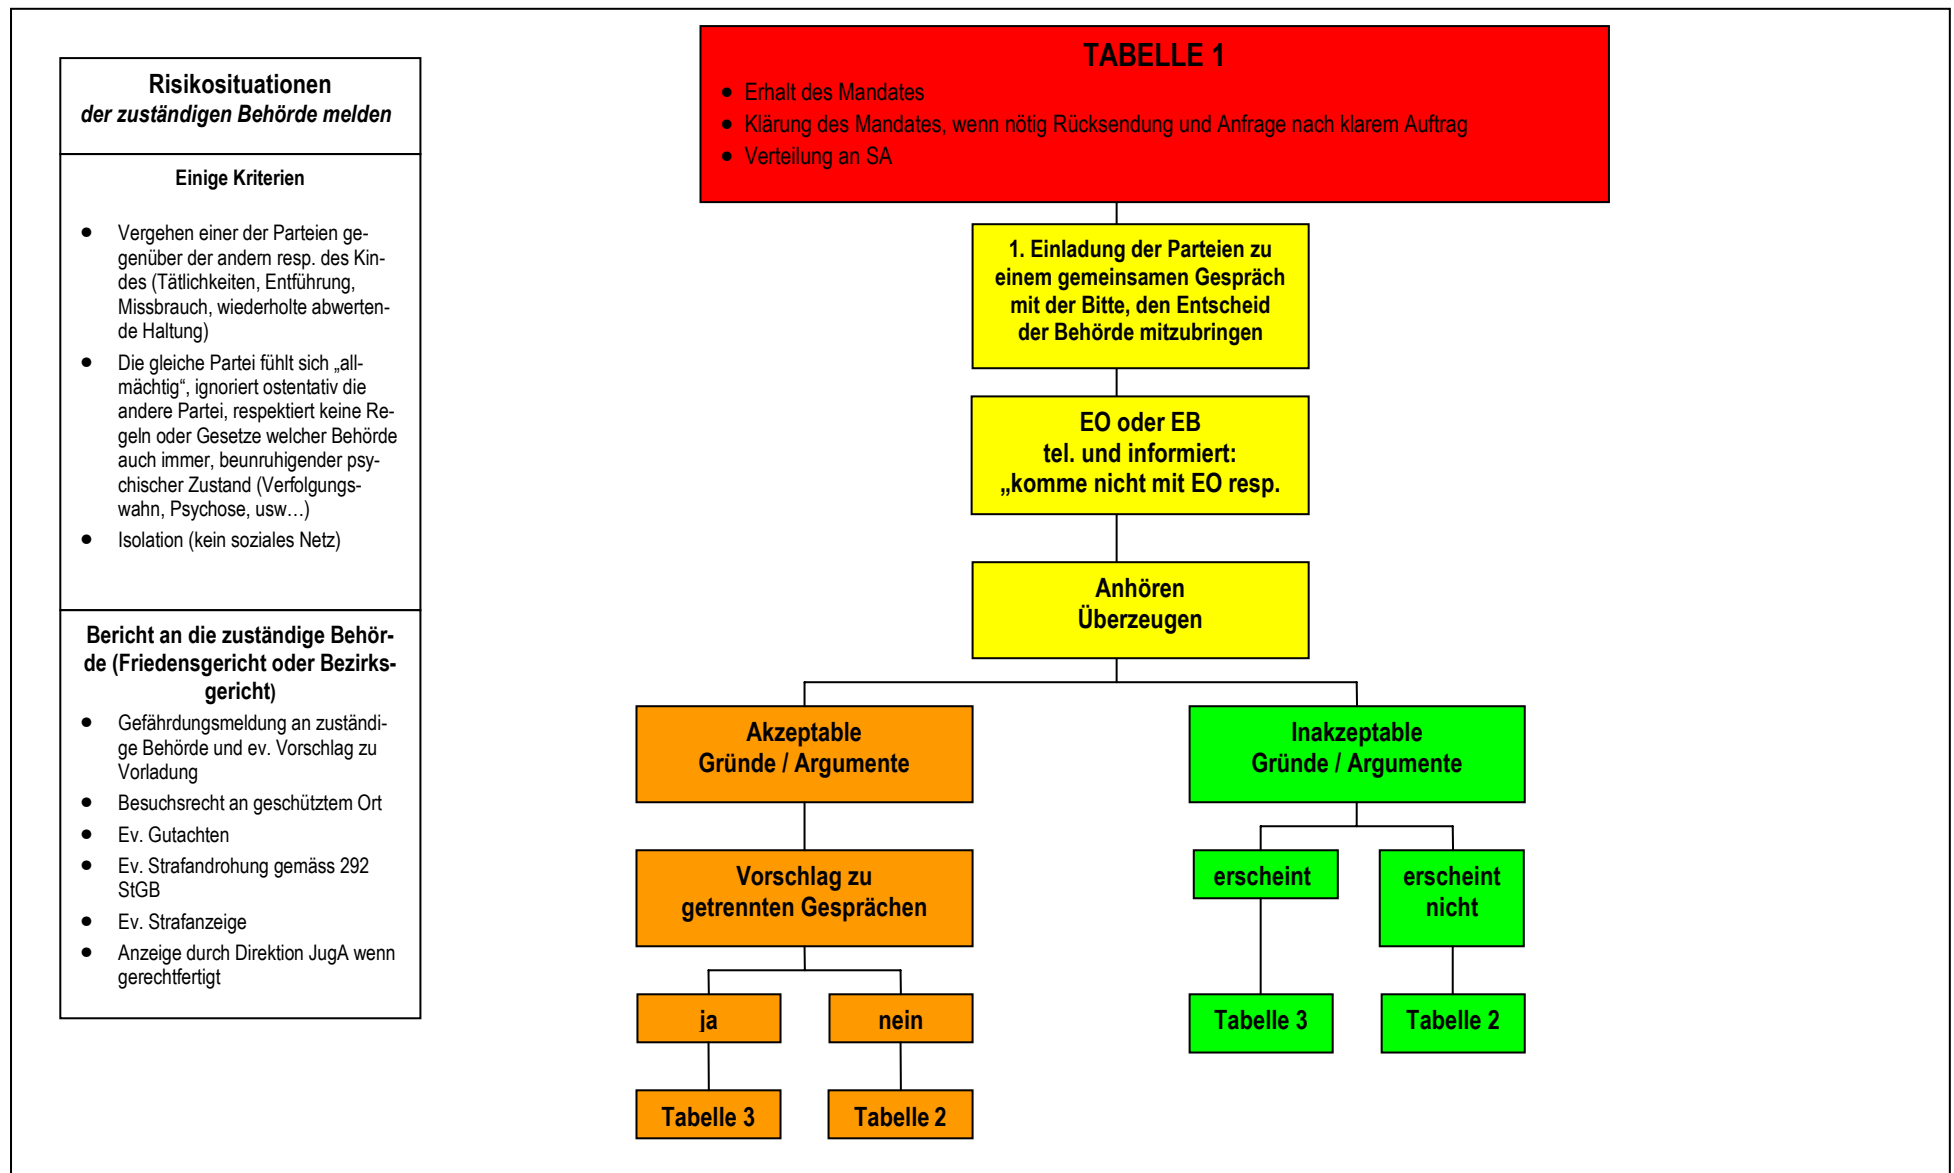 Risikosituationen
der zuständigen Behörde melden
Einige Kriterien
● Vergehen einer der Parteien ge-
genüber der andern resp. des Kin-
des (Tätlichkeiten, Entführung,
Missbrauch, wiederholte abwerten-
de Haltung)
● Die gleiche Partei fühlt sich „all-
mächtig“, ignoriert ostentativ die
andere Partei, respektiert keine Re-
geln oder Gesetze welcher Behörde
auch immer, beunruhigender psy-
chischer Zustand (Verfolgungs-
wahn, Psychose, usw…)
● Isolation (kein soziales Netz)
Bericht an die zuständige Behör-
de (Friedensgericht oder Bezirks-
gericht)
● Gefährdungsmeldung an zuständi-
ge Behörde und ev. Vorschlag zu
Vorladung
● Besuchsrecht an geschütztem Ort
● Ev. Gutachten
● Ev. Strafandrohung gemäss 292
StGB
● Ev. Strafanzeige
● Anzeige durch Direktion JugA wenn
gerechtfertigt
TABELLE 1
● Erhalt des Mandates
● Klärung des Mandates, wenn nötig Rücksendung und Anfrage nach klarem Auftrag
● Verteilung an SA
1. Einladung der Parteien zu
einem gemeinsamen Gespräch
mit der Bitte, den Entscheid
der Behörde mitzubringen
EO oder EB
tel. und informiert:
„komme nicht mit EO resp.
Anhören
Überzeugen
Akzeptable
Gründe / Argumente
Vorschlag zu
getrennten Gesprächen
ja
nein
Tabelle 3
Tabelle 2
Inakzeptable
Gründe / Argumente
erscheint
erscheint
nicht
Tabelle 3
Tabelle 2